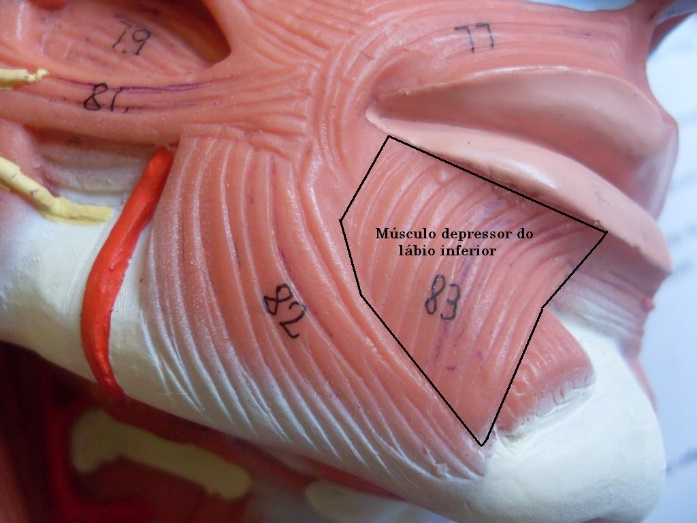 79
77
81.
Músculo depressor do
lábio inferior
83
82